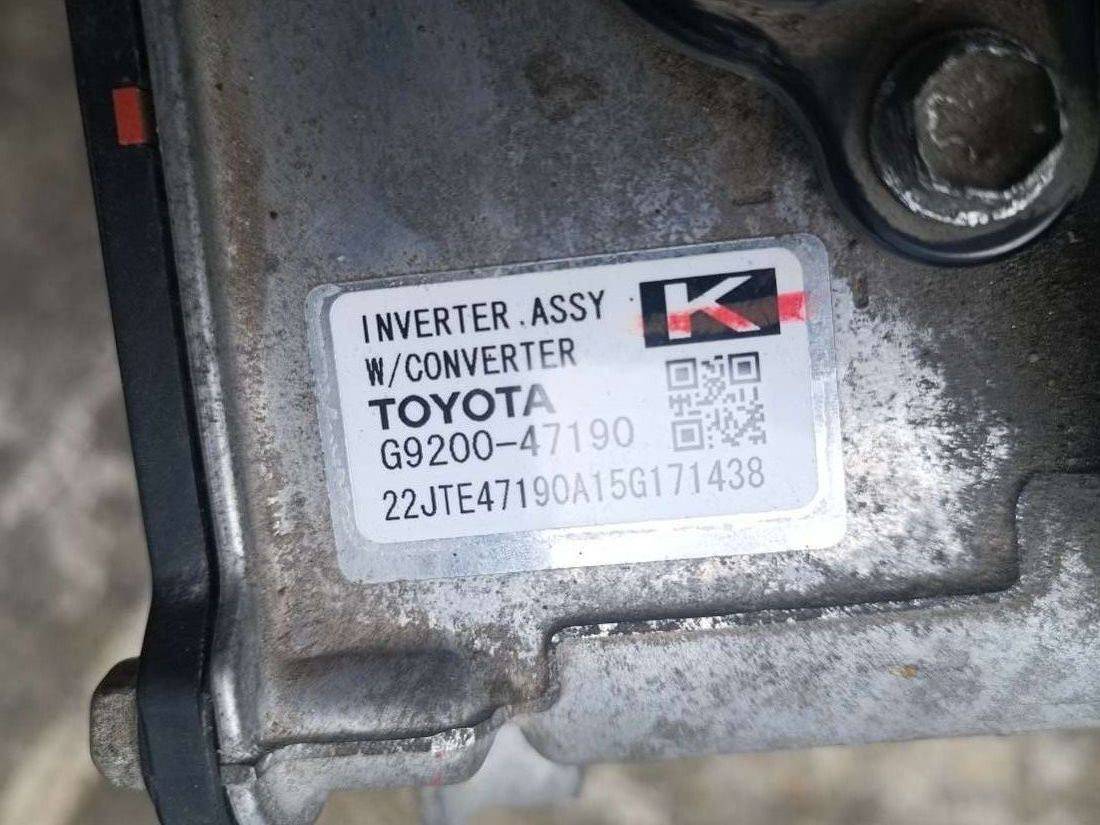 INVERTER ASSY
K
W/CONVERTER
TOYOTA
G9200-47190
22JTE47190A15G171438